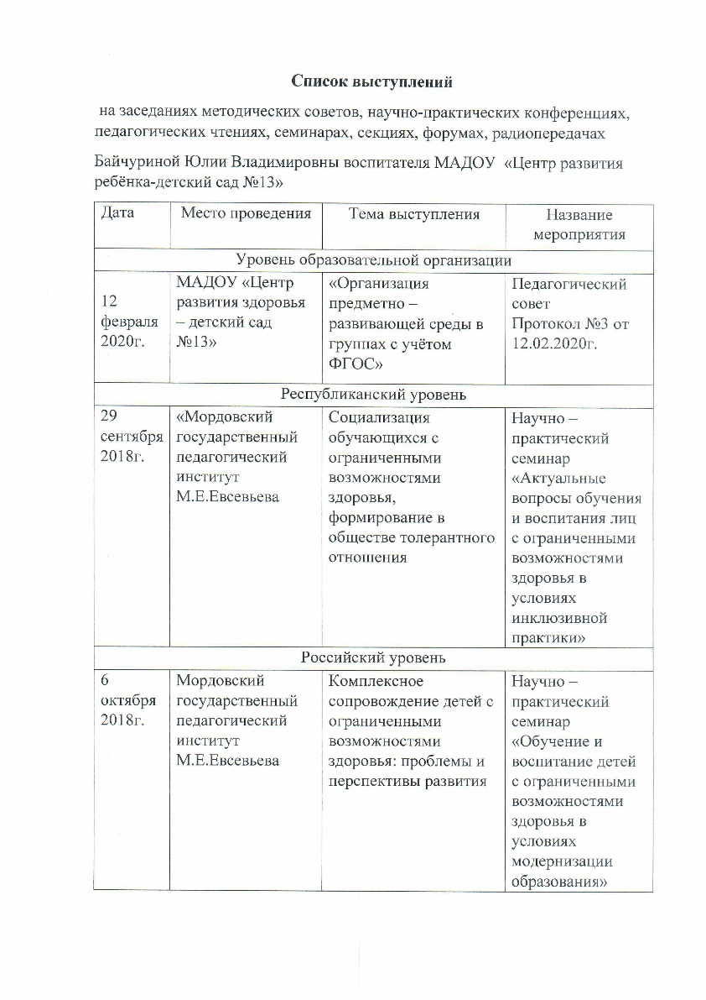 Список выступлений
на заседаниях методических советов, научно-практических конференциях,
педагогических чтениях, семинарах, секциях, форумах, радиопередачах
Байчуриной Юлии Владимировны воспитателя МАДОУ «Центр развития
ребёнка-детский сад №13»
Дата
Место проведения
Тема выступления
Название
мероприятия
Уровень образовательной организации
12
февраля
2020г.
МАДОУ «Центр
развития здоровья
– детский сад
№13»
«Организация
предметно –
развивающей среды в
группах с учётом
ФГОС»
Педагогический
совет
Протокол №3 от
12.02.2020г.
Республиканский уровень
29
сентября
2018г.
«Мордовский
государственный
педагогический
институт
М.Е.Евсевьева
Социализация
обучающихся с
ограниченными
возможностями
здоровья,
формирование в
обществе толерантного
отношения
Научно –
практический
семинар
«Актуальные
вопросы обучения
и воспитания лиц
с ограниченными
возможностями
здоровья в
условиях
инклюзивной
практики»
Российский уровень
6
октября
2018г.
Мордовский
государственный
педагогический
институт
М.Е.Евсевьева
Комплексное
сопровождение детей с
ограниченными
возможностями
здоровья: проблемы и
перспективы развития
Научно –
практический
семинар
«Обучение и
воспитание детей
с ограниченными
возможностями
здоровья в
условиях
модернизации
образования»